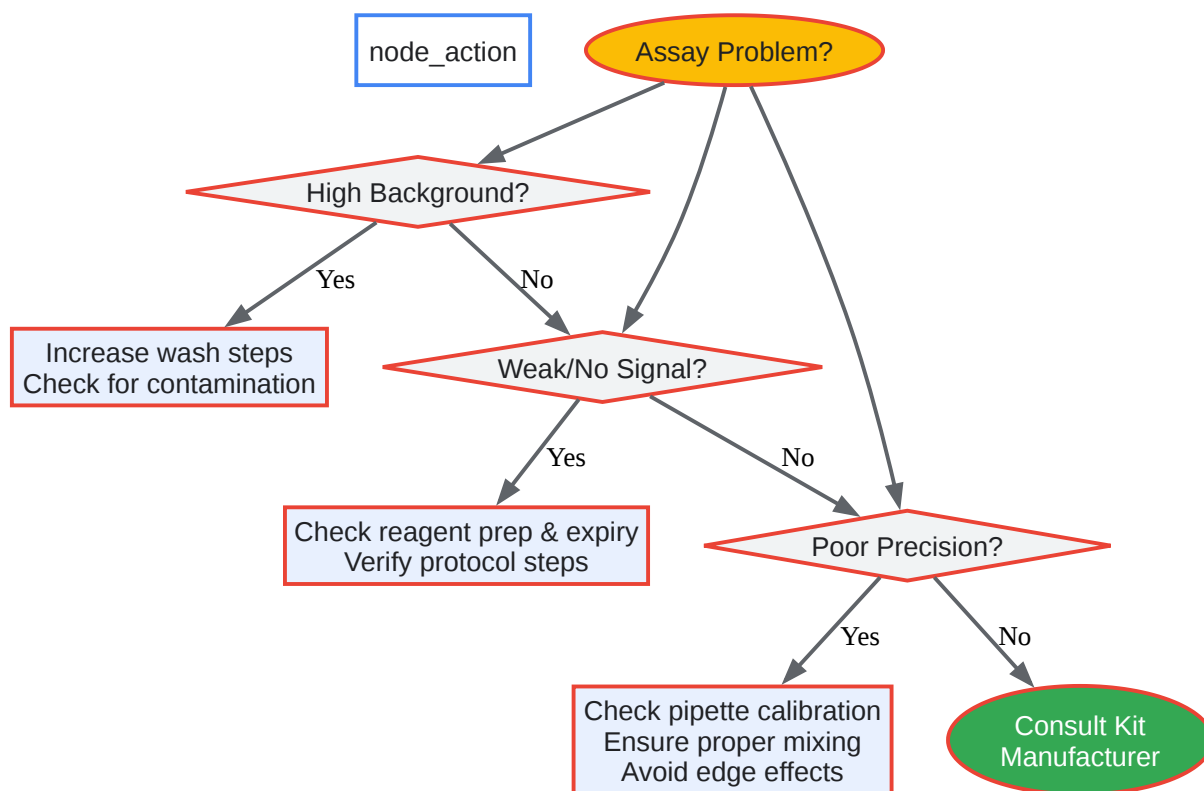 node_action
Assay Problem?
High Background?
Yes
No
Increase wash steps
Check for contamination
Weak/No Signal?
Yes
No
Check reagent prep & expiry
Verify protocol steps
Poor Precision?
Yes
No
Check pipette calibration
Ensure proper mixing
Avoid edge effects
Consult Kit
Manufacturer